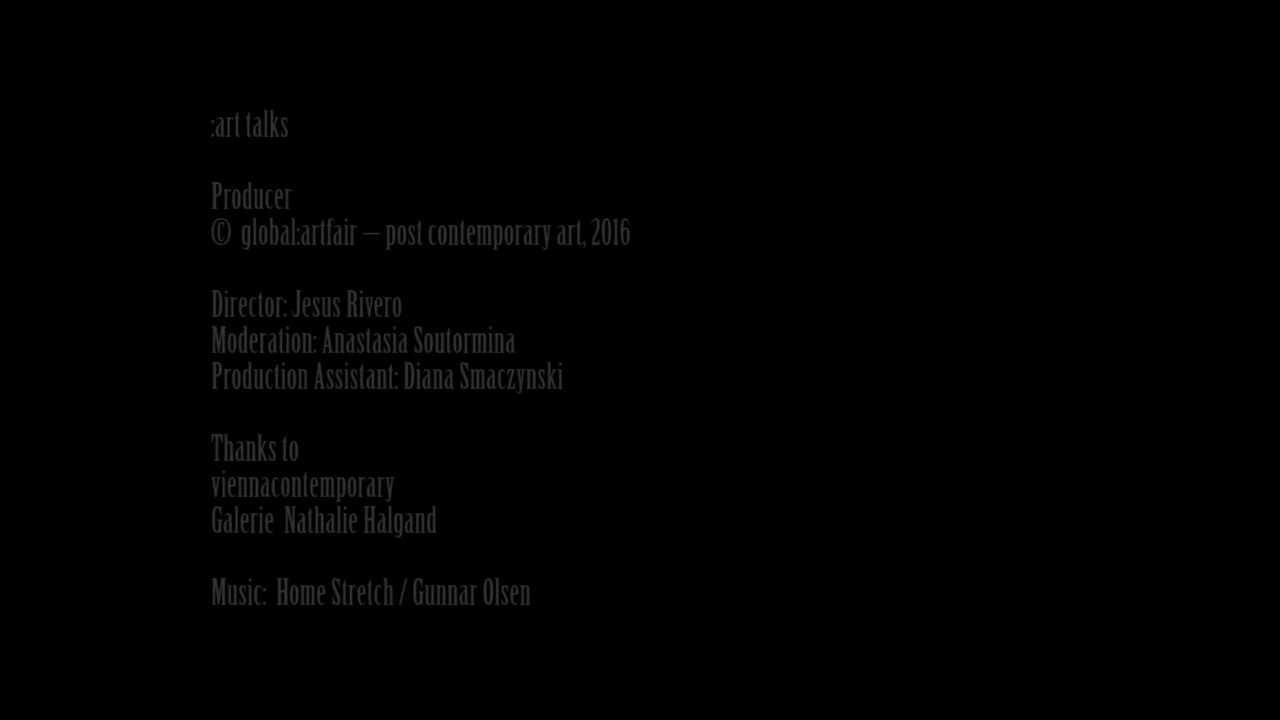 :art talks
Producer
© global:artfair – post contemporary art, 2016
Director: Jesus Rivero
Moderation: Anastasia Soutormina
Production Assistant: Diana Smaczynski
Thanks to
viennacontemporary
Galerie Nathalie Halgand
Music: Home Stretch / Gunnar Olsen